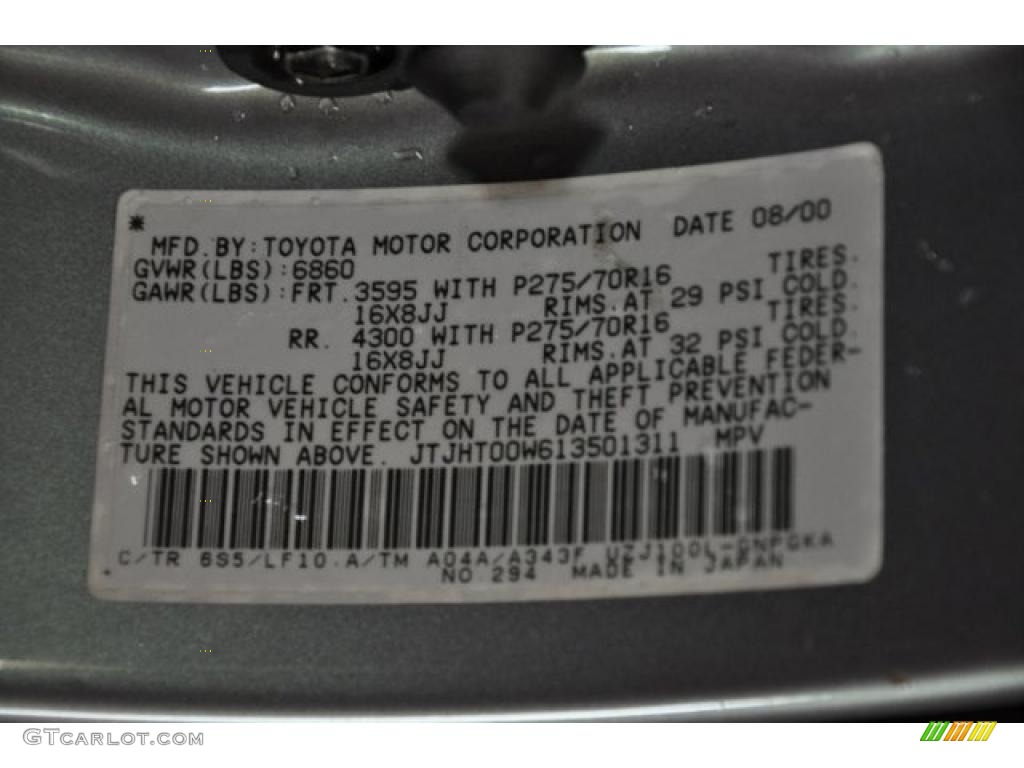 *
MFD.BY:TOYOTA MOTOR CORPORATION DATE 08/00
GVWR(LBS):6860
GAWR(LBS):FRT.3595 WITH P275/70R16 TIRES.
16X8JJ RIMS.AT 29 PSI COLD.
RR. 4300 WITH P275/70R16 TIRES.
16X8JJ RIMS.AT 32 PSI COLD.
THIS VEHICLE CONFORMS TO ALL APPLICABLE FEDER-
AL MOTOR VEHICLE SAFETY AND THEFT PREVENTION
STANDARDS IN EFFECT ON THE DATE OF MANUFAC-
TURE SHOWN ABOVE. JTJHT00W613501311 MPV
C/TR 6S5/LF10 A/TM A04A/A343F UZJ100L-GNPGKA
NO.294 MADE IN JAPAN
GTCARLOT.COM